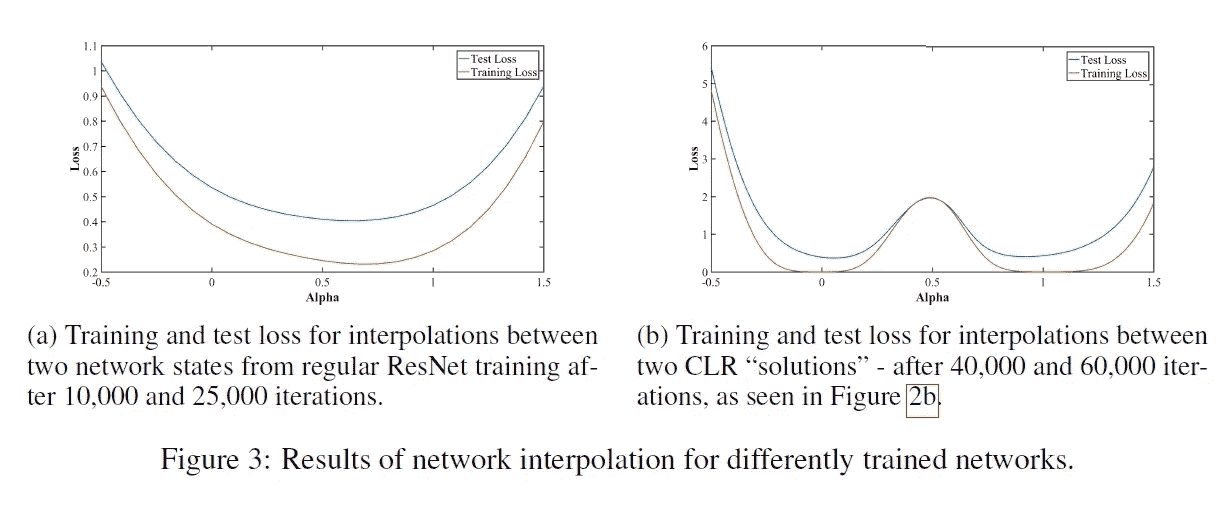 1.1
1
0.9
0.8
0.7
0.6
0.5
0.4
0.3
0.2
Loss
-0.5 0 0.5 1 1.5
Alpha
Test Loss
Training Loss
6
5
4
3
2
1
0
Loss
-0.5 0 0.5 1 1.5
Alpha
Test Loss
Training Loss
(a) Training and test loss for interpolations between
two network states from regular ResNet training af-
ter 10,000 and 25,000 iterations.
(b) Training and test loss for interpolations between
two CLR “solutions” - after 40,000 and 60,000 iter-
ations, as seen in Figure 2b.
Figure 3: Results of network interpolation for differently trained networks.